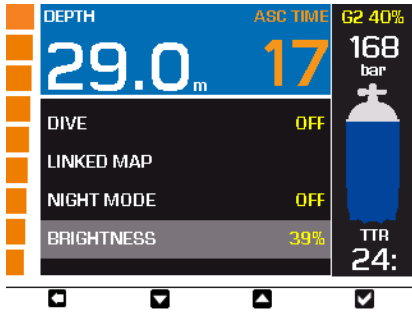 DEPTH
ASC TIME
G2 40%
29.0m
17
168
bar
DIVE OFF
LINKED MAP
NIGHT MODE OFF
BRIGHTNESS 39%
TTR
24: